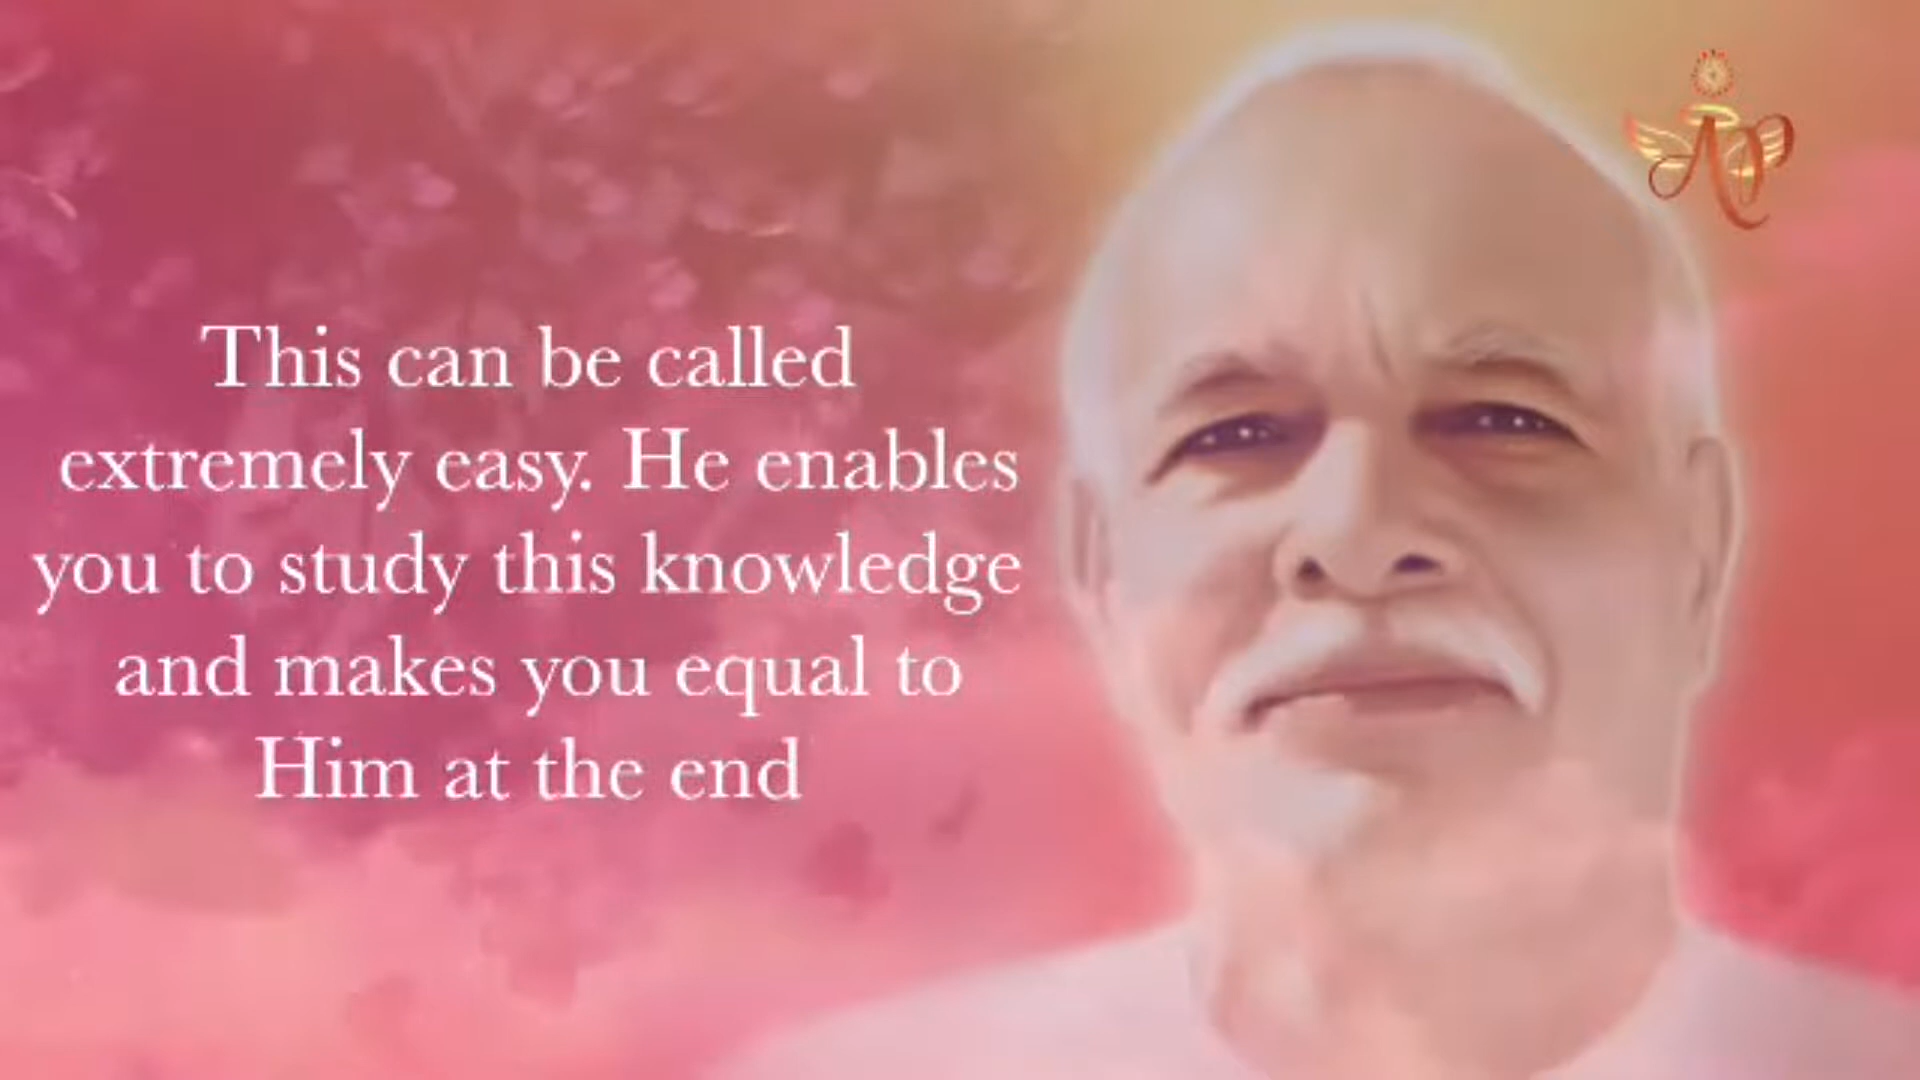 This can be called
extremely easy. He enables
you to study this knowledge
and makes you equal to
Him at the end
AP